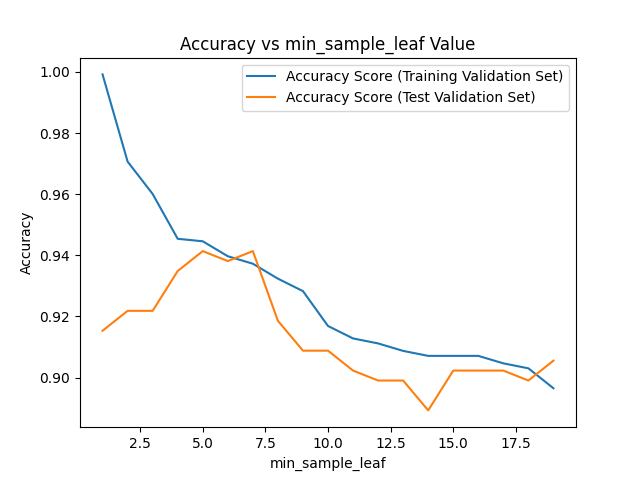 Accuracy vs min_sample_leaf Value
Accuracy Score (Training Validation Set)
Accuracy Score (Test Validation Set)
1.00
0.98
0.96
0.94
0.92
0.90
Accuracy
2.5 5.0 7.5 10.0 12.5 15.0 17.5
min_sample_leaf